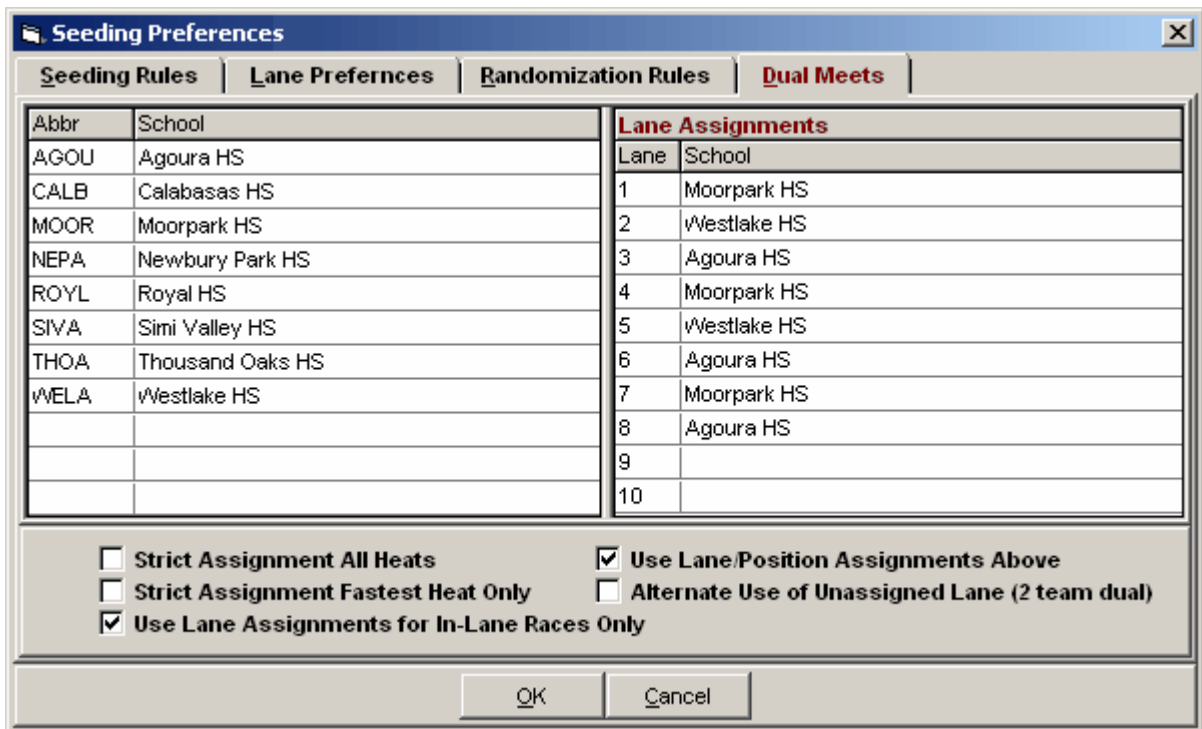 Seeding Preferences
Seeding Rules Lane Prefernces Randomization Rules Dual Meets
Abbr School
AGOU Agoura HS
CALB Calabasas HS
MOOR Moorpark HS
NEPA Newbury Park HS
ROYL Royal HS
SIVA Simi Valley HS
THOA Thousand Oaks HS
WELA Westlake HS
Lane Assignments
Lane School
1 Moorpark HS
2 Westlake HS
3 Agoura HS
4 Moorpark HS
5 Westlake HS
6 Agoura HS
7 Moorpark HS
8 Agoura HS
9
10
Strict Assignment All Heats
Strict Assignment Fastest Heat Only
Use Lane Assignments for In-Lane Races Only
Use Lane/Position Assignments Above
Alternate Use of Unassigned Lane (2 team dual)
OK Cancel